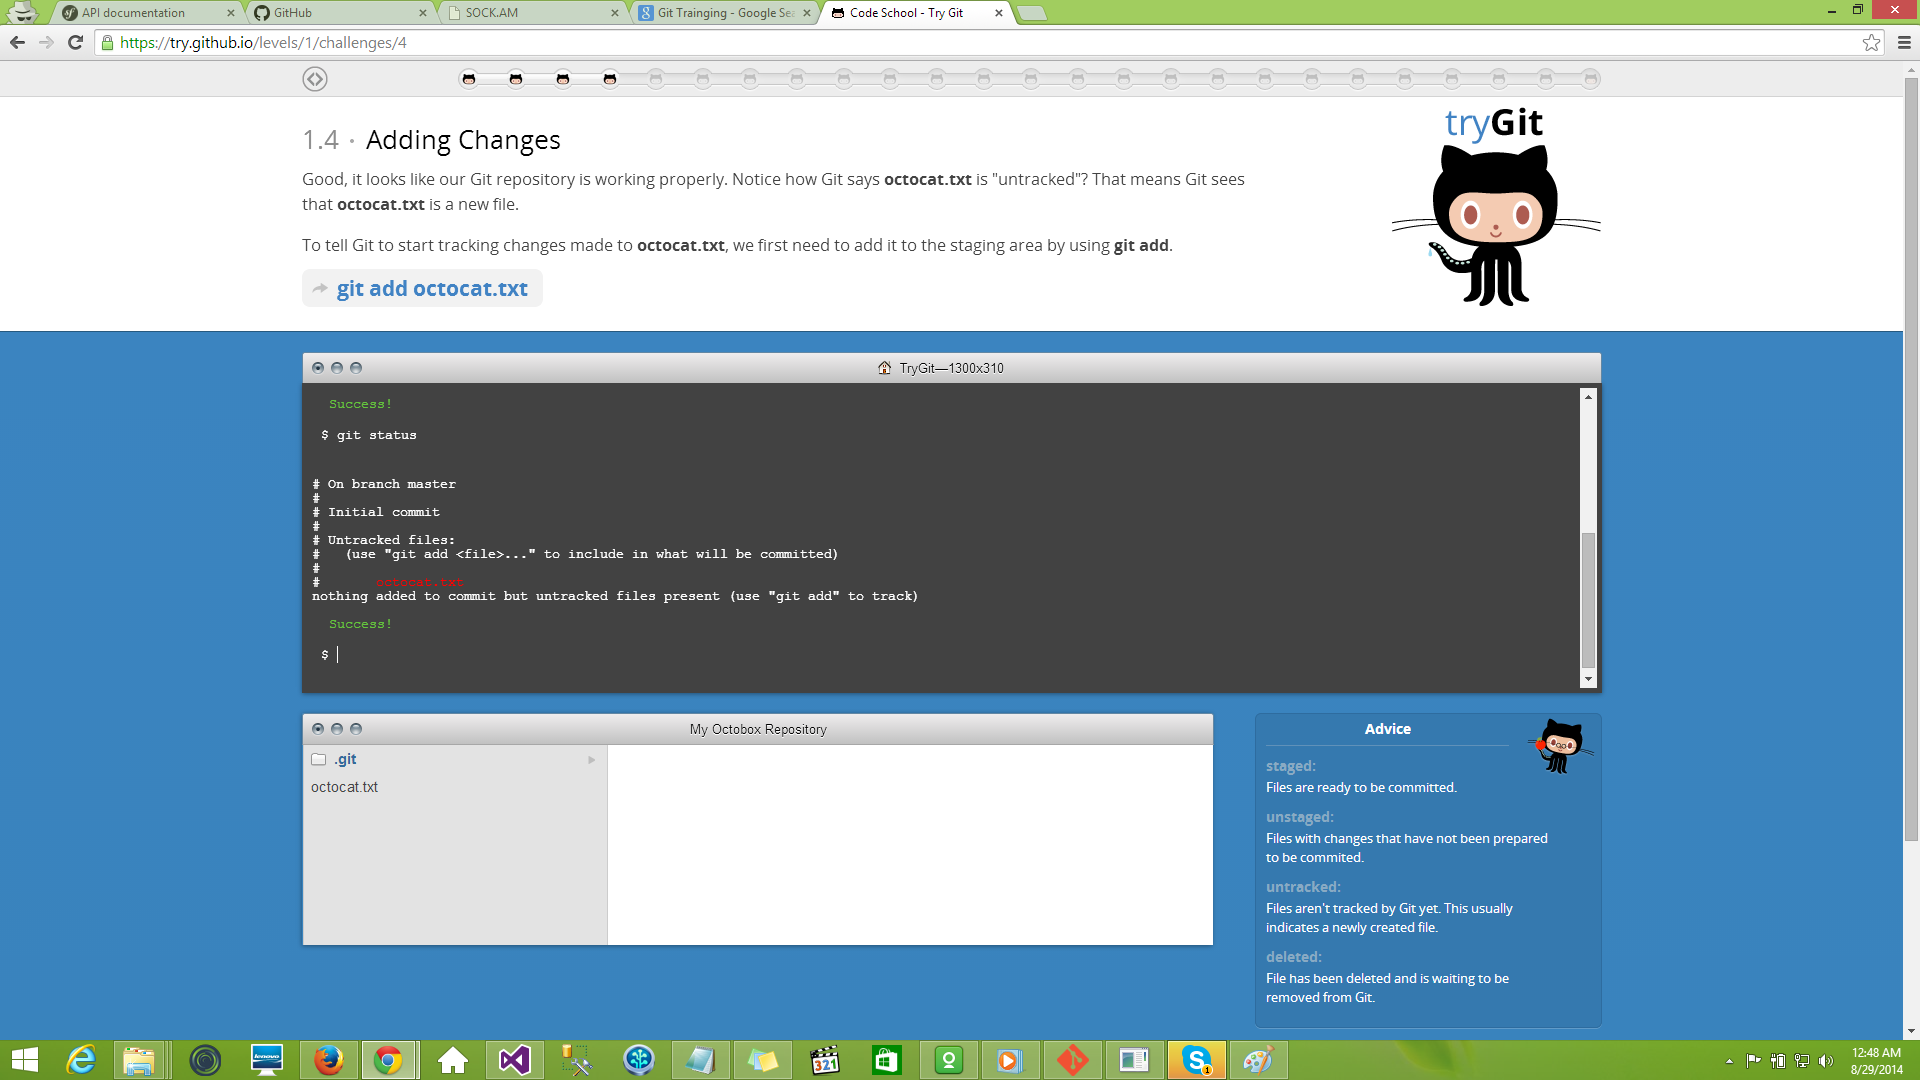 API documentation
GitHub
SOCK.AM
Git Trainging - Google Sea
Code School - Try Git
https://try.github.io/levels/1/challenges/4
tryGit
1.4 · Adding Changes
Good, it looks like our Git repository is working properly. Notice how Git says octocat.txt is "untracked"? That means Git sees
that octocat.txt is a new file.
To tell Git to start tracking changes made to octocat.txt, we first need to add it to the staging area by using git add.
git add octocat.txt
TryGit—1300x310
Success!
$ git status
# On branch master
#
# Initial commit
#
# Untracked files:
#   (use "git add <file>..." to include in what will be committed)
#
#       octocat.txt
nothing added to commit but untracked files present (use "git add" to track)
Success!
$
My Octobox Repository
.git
octocat.txt
Advice
staged:
Files are ready to be committed.
unstaged:
Files with changes that have not been prepared
to be commited.
untracked:
Files aren't tracked by Git yet. This usually
indicates a newly created file.
deleted:
File has been deleted and is waiting to be
removed from Git.
lenovo
321
1
12:48 AM
8/29/2014